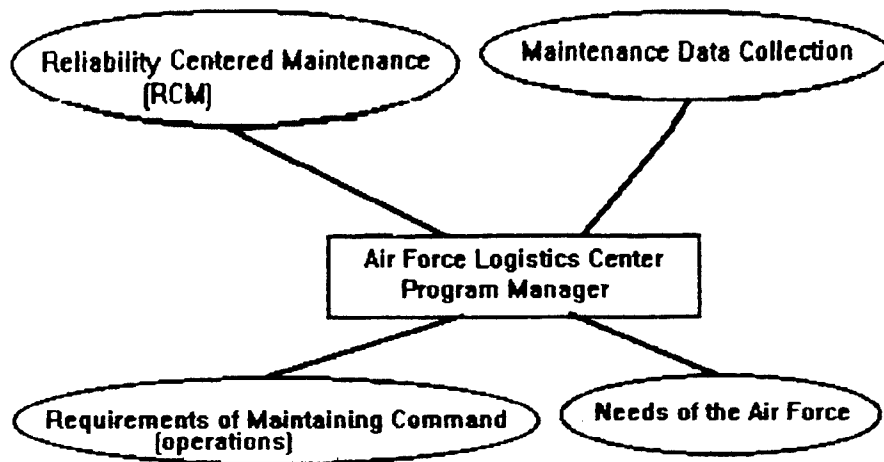 Reliability Centered Maintenance
(RCM)
Maintenance Data Collection
Air Force Logistics Center
Program Manager
Requirements of Maintaining Command
(operations)
Needs of the Air Force